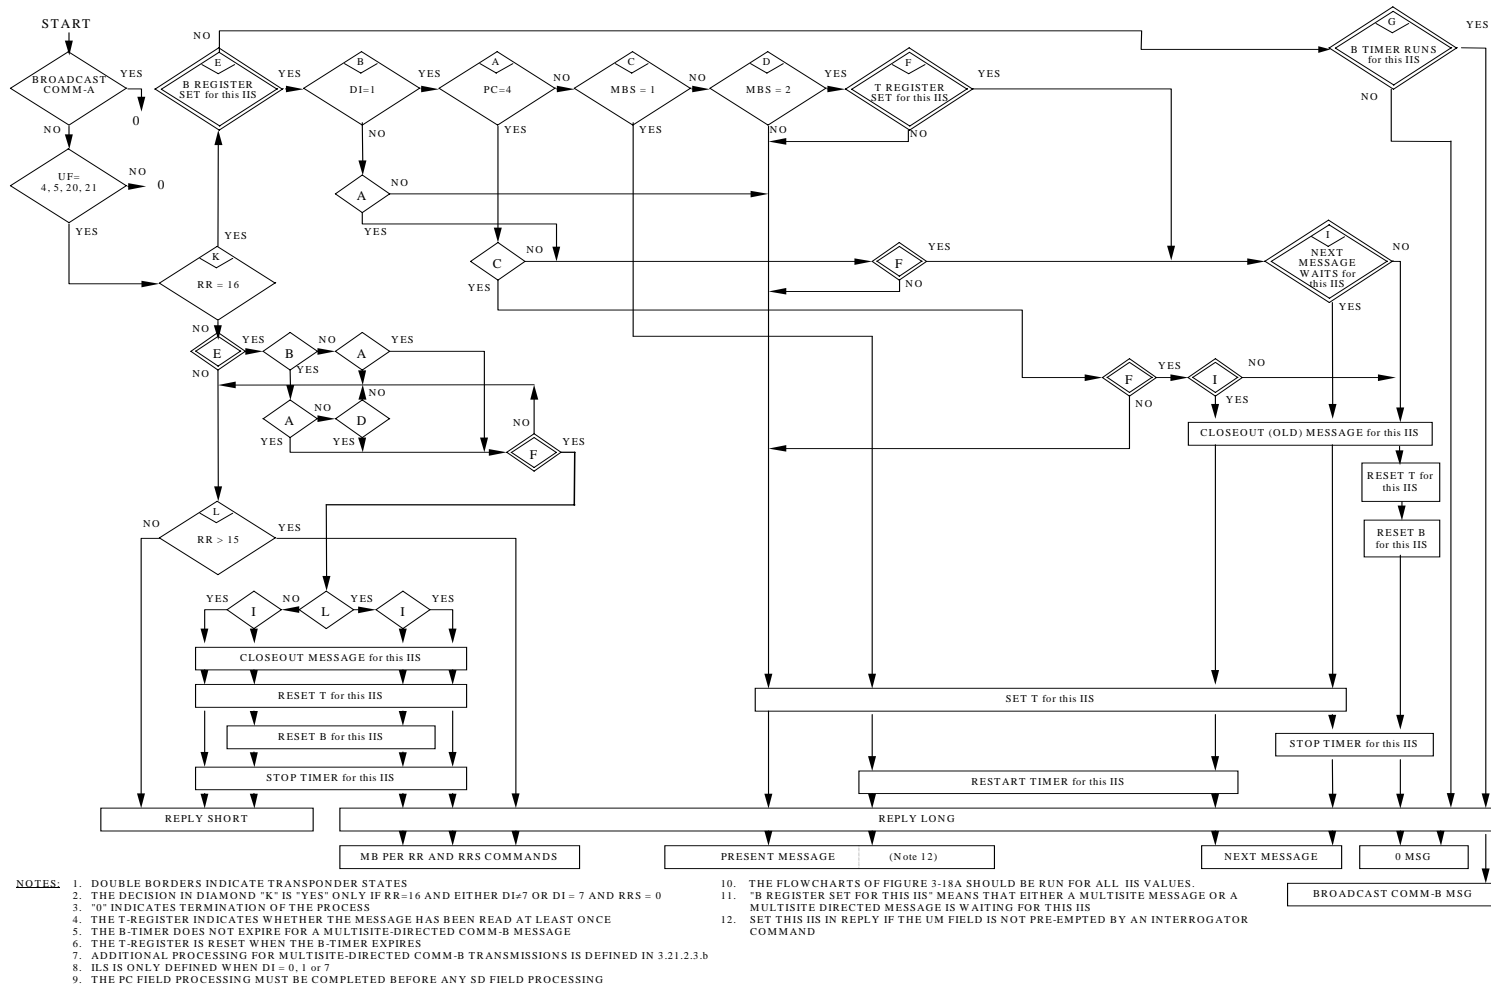 START
BROADCAST
COMM-A
YES
0
NO
UF=
4, 5, 20, 21
NO
0
YES
NO
E
B REGISTER
SET for this IIS
YES
B
DI=1
YES
NO
A
PC=4
NO
YES
C
MBS = 1
NO
YES
D
MBS = 2
YES
NO
F
T REGISTER
SET for this IIS
YES
NO
G
B TIMER RUNS
for this IIS
YES
NO
A
NO
YES
C
NO
YES
F
YES
NO
I
NEXT
MESSAGE
WAITS for
this IIS
NO
YES
YES
K
RR = 16
NO
E
YES
NO
B
NO
YES
A
YES
NO
A
NO
YES
D
YES
NO
F
YES
F
YES
NO
I
NO
YES
CLOSEOUT (OLD) MESSAGE for this IIS
RESET T for
this IIS
RESET B
for this IIS
L
RR > 15
NO
YES
YES
I
NO
L
YES
I
YES
CLOSEOUT MESSAGE for this IIS
RESET T for this IIS
RESET B for this IIS
STOP TIMER for this IIS
SET T for this IIS
STOP TIMER for this IIS
RESTART TIMER for this IIS
REPLY SHORT
REPLY LONG
MB PER RR AND RRS COMMANDS
PRESENT MESSAGE (Note 12)
NEXT MESSAGE
0 MSG
BROADCAST COMM-B MSG
NOTES: 1. DOUBLE BORDERS INDICATE TRANSPONDER STATES
2. THE DECISION IN DIAMOND "K" IS "YES" ONLY IF RR=16 AND EITHER DI≠7 OR DI = 7 AND RRS = 0
3. "0" INDICATES TERMINATION OF THE PROCESS
4. THE T-REGISTER INDICATES WHETHER THE MESSAGE HAS BEEN READ AT LEAST ONCE
5. THE B-TIMER DOES NOT EXPIRE FOR A MULTISITE-DIRECTED COMM-B MESSAGE
6. THE T-REGISTER IS RESET WHEN THE B-TIMER EXPIRES
7. ADDITIONAL PROCESSING FOR MULTISITE-DIRECTED COMM-B TRANSMISSIONS IS DEFINED IN 3.21.2.3.b
8. ILS IS ONLY DEFINED WHEN DI = 0, 1 or 7
9. THE PC FIELD PROCESSING MUST BE COMPLETED BEFORE ANY SD FIELD PROCESSING
10. THE FLOWCHARTS OF FIGURE 3-18A SHOULD BE RUN FOR ALL IIS VALUES.
11. "B REGISTER SET FOR THIS IIS" MEANS THAT EITHER A MULTISITE MESSAGE OR A
MULTISITE DIRECTED MESSAGE IS WAITING FOR THIS IIS
12. SET THIS IIS IN REPLY IF THE UM FIELD IS NOT PRE-EMPTED BY AN INTERROGATOR
COMMAND